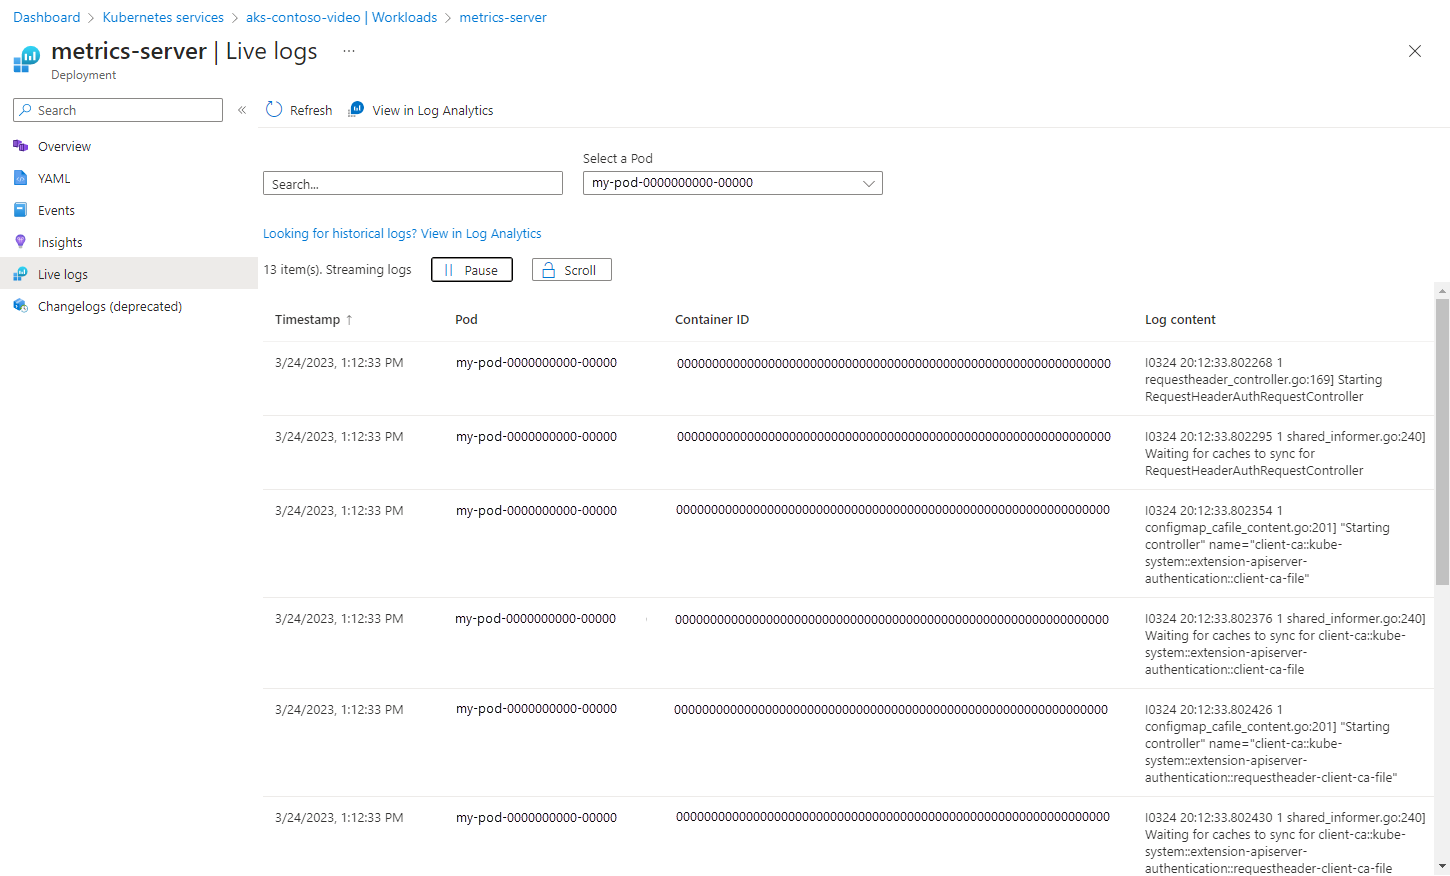 Dashboard > Kubernetes services > aks-contoso-video | Workloads > metrics-server
metrics-server | Live logs ...
Deployment
Search
«
Refresh
View in Log Analytics
Overview
YAML
Events
Insights
Live logs
Changelogs (deprecated)
Select a Pod
Search...
my-pod-0000000000-00000
Looking for historical logs? View in Log Analytics
13 item(s). Streaming logs
Pause
Scroll
Timestamp ↑ Pod Container ID Log content
3/24/2023, 1:12:33 PM my-pod-0000000000-00000 00000000000000000000000000000000000000000000000000000000000000 I0324 20:12:33.802268 1
requestheader_controller.go:169] Starting
RequestHeaderAuthRequestController
3/24/2023, 1:12:33 PM my-pod-0000000000-00000 00000000000000000000000000000000000000000000000000000000000000 I0324 20:12:33.802295 1 shared_informer.go:240]
Waiting for caches to sync for
RequestHeaderAuthRequestController
3/24/2023, 1:12:33 PM my-pod-0000000000-00000 00000000000000000000000000000000000000000000000000000000000000 I0324 20:12:33.802354 1
configmap_cafile_content.go:201] "Starting
controller" name="client-ca::kube-
system::extension-apiserver-
authentication::client-ca-file"
3/24/2023, 1:12:33 PM my-pod-0000000000-00000 00000000000000000000000000000000000000000000000000000000000000 I0324 20:12:33.802376 1 shared_informer.go:240]
Waiting for caches to sync for client-ca::kube-
system::extension-apiserver-
authentication::client-ca-file
3/24/2023, 1:12:33 PM my-pod-0000000000-00000 00000000000000000000000000000000000000000000000000000000000000 I0324 20:12:33.802426 1
configmap_cafile_content.go:201] "Starting
controller" name="client-ca::kube-
system::extension-apiserver-
authentication::requestheader-client-ca-file"
3/24/2023, 1:12:33 PM my-pod-0000000000-00000 00000000000000000000000000000000000000000000000000000000000000 I0324 20:12:33.802430 1 shared_informer.go:240]
Waiting for caches to sync for client-ca::kube-
system::extension-apiserver-
authentication::requestheader-client-ca-file